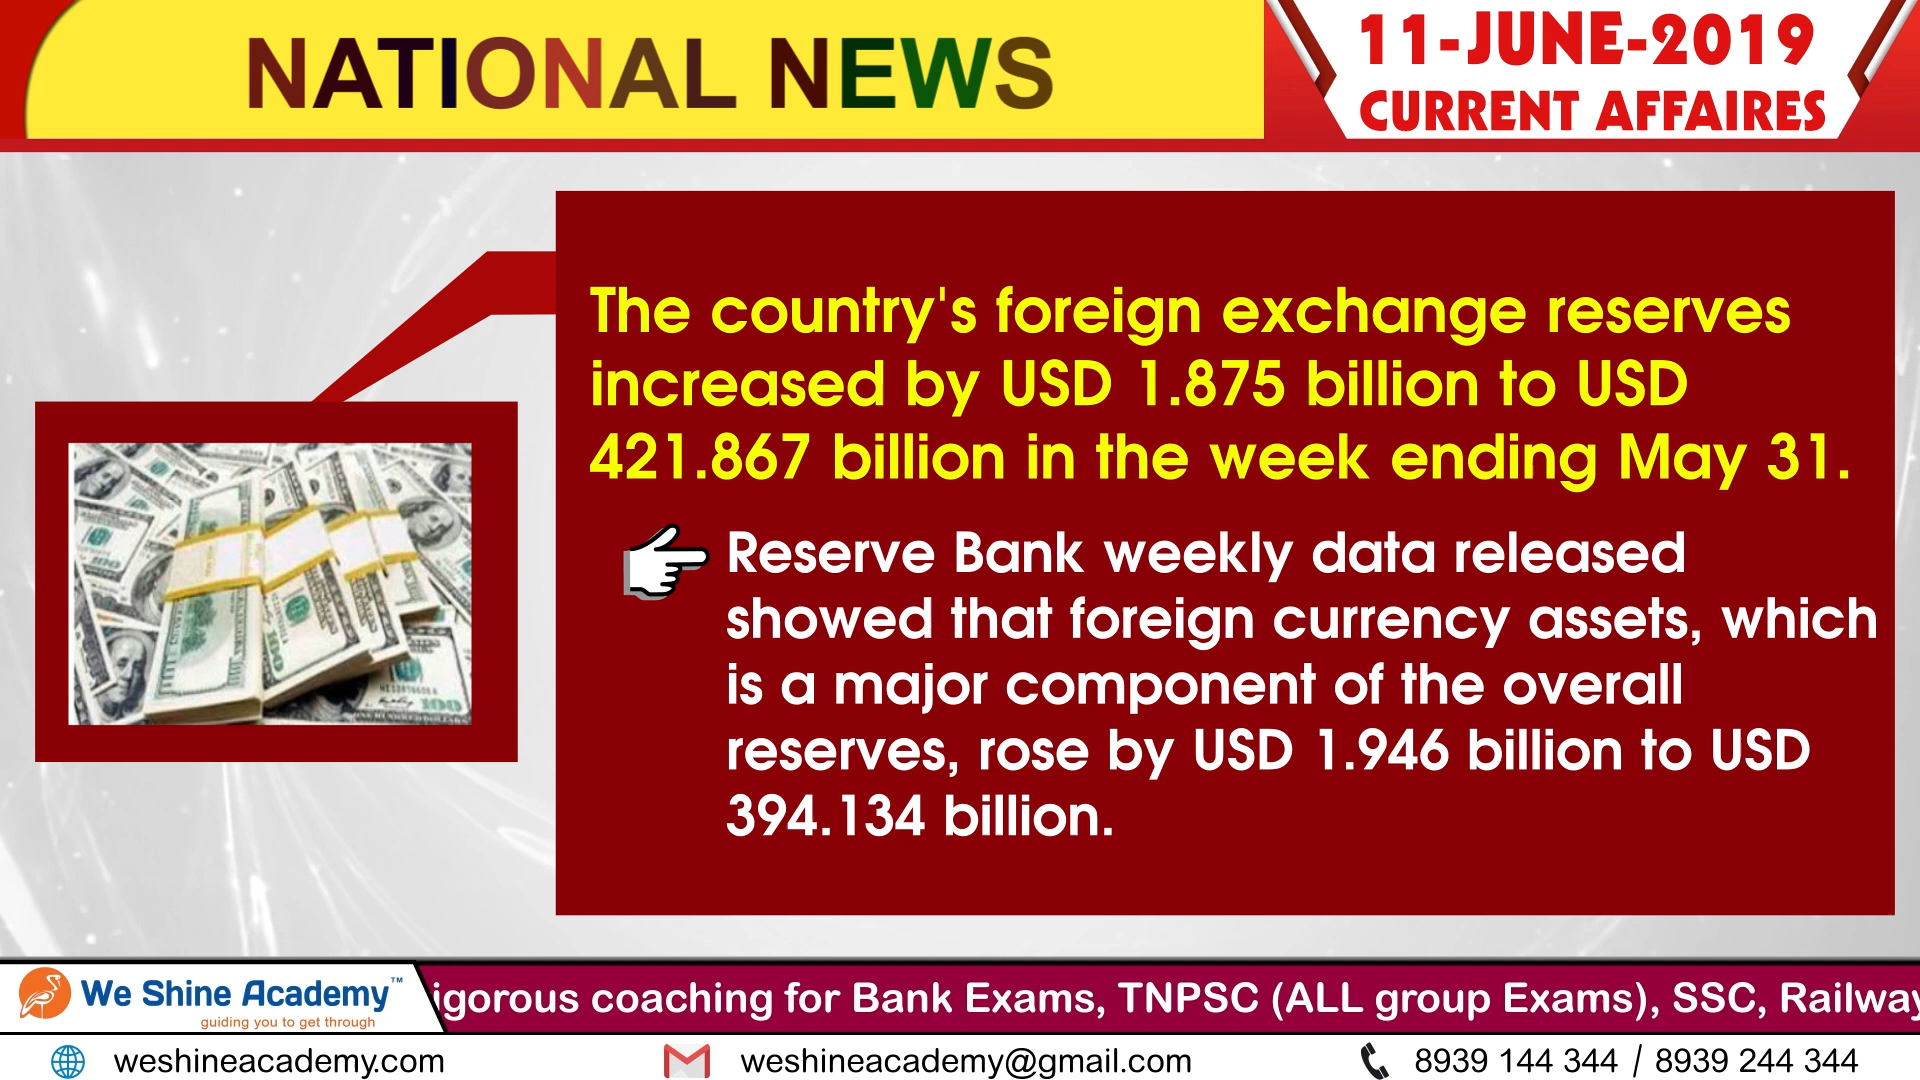 NATIONAL NEWS
11-JUNE-2019
CURRENT AFFAIRES
The country's foreign exchange reserves
increased by USD 1.875 billion to USD
421.867 billion in the week ending May 31.
Reserve Bank weekly data released
showed that foreign currency assets, which
is a major component of the overall
reserves, rose by USD 1.946 billion to USD
394.134 billion.
We Shine Academy™
guiding you to get through
igorous coaching for Bank Exams, TNPSC (ALL group Exams), SSC, Railway
weshineacademy.com
weshineacademy@gmail.com
8939 144 344 / 8939 244 344